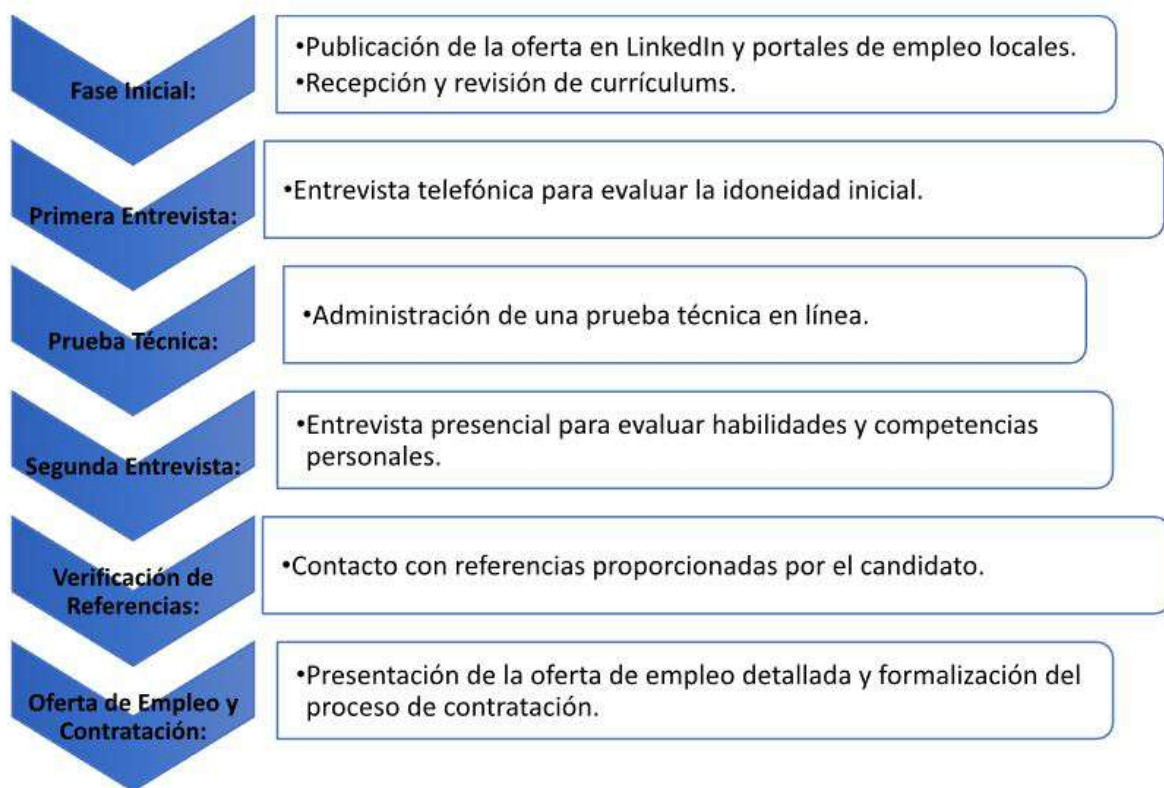 Fase Inicial:
•Publicación de la oferta en LinkedIn y portales de empleo locales.
•Recepción y revisión de currículums.
Primera Entrevista:
•Entrevista telefónica para evaluar la idoneidad inicial.
Prueba Técnica:
•Administración de una prueba técnica en línea.
Segunda Entrevista:
•Entrevista presencial para evaluar habilidades y competencias
personales.
Verificación de
Referencias:
•Contacto con referencias proporcionadas por el candidato.
Oferta de Empleo y
Contratación:
•Presentación de la oferta de empleo detallada y formalización del
proceso de contratación.